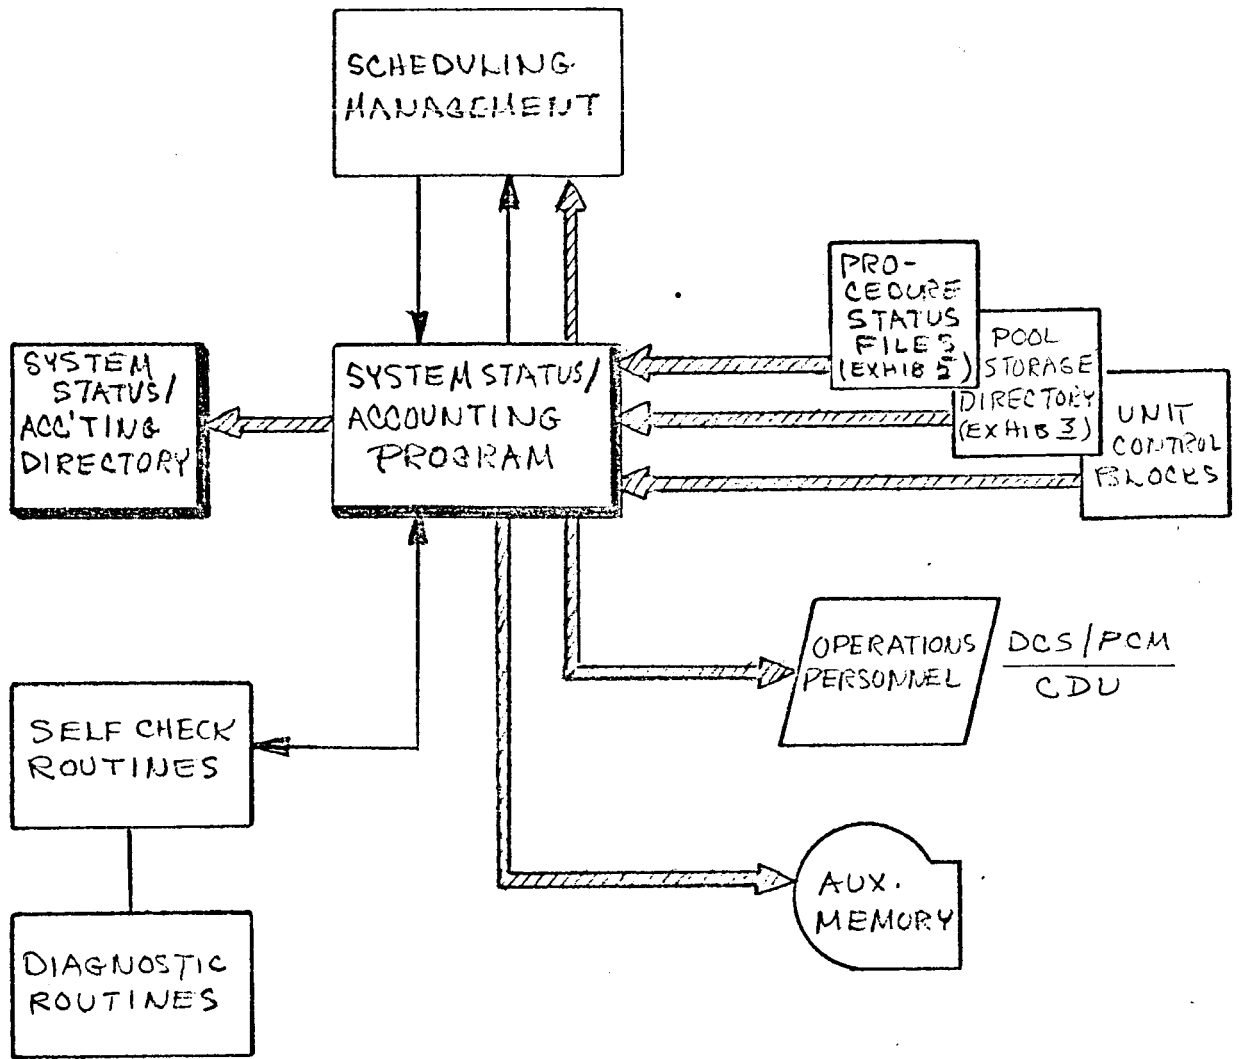 SCHEDULING
MANAGEMENT
PRO-
CEDURE
STATUS
FILES
(EXHIB 5)
POOL
STORAGE
DIRECTORY
(EXHIB 3)
UNIT
CONTROL
BLOCKS
SYSTEM
STATUS/
ACC'TING
DIRECTORY
SYSTEM STATUS/
ACCOUNTING
PROGRAM
OPERATIONS
PERSONNEL
DCS/PCM
CDU
SELF CHECK
ROUTINES
AUX.
MEMORY
DIAGNOSTIC
ROUTINES